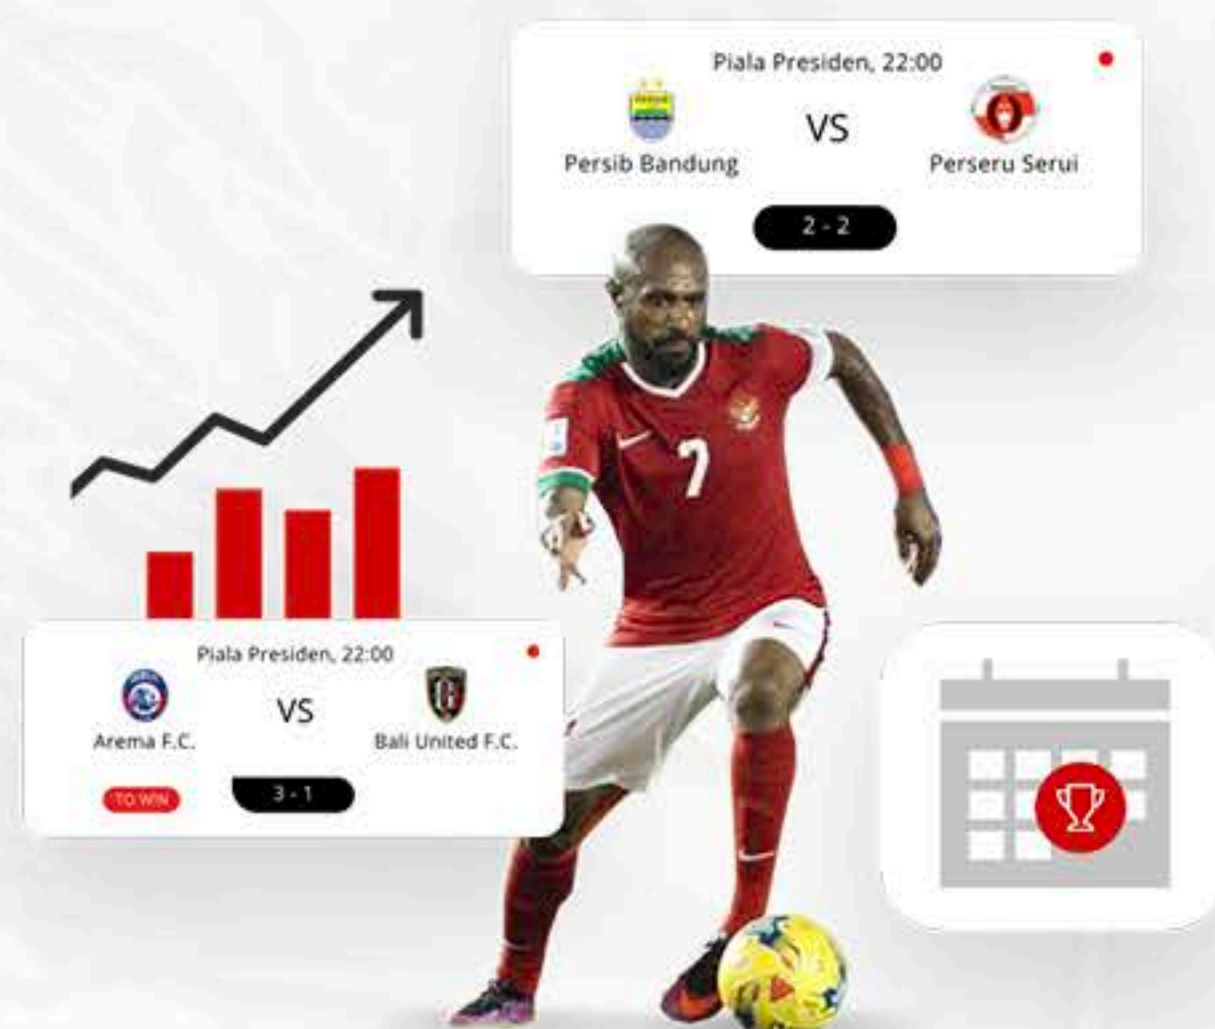 Piala Presiden, 22:00
VS
Persib Bandung
Perseru Serui
2 - 2
7
Piala Presiden, 22:00
VS
Arema F.C.
Bali United F.C.
TO WIN
3 - 1